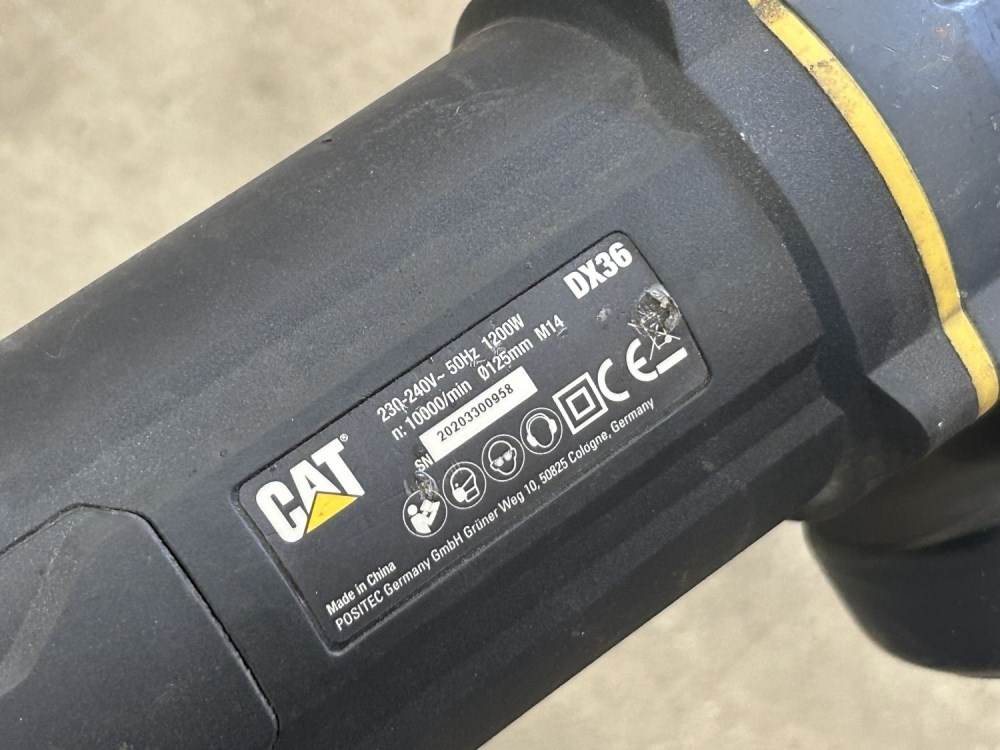 DX36
230-240V~ 50Hz 1200W
n: 10000/min Ø125mm M14
SN 20203300958
CAT®
CE
Made in China
POSITEC Germany GmbH Grüner Weg 10, 50825 Cologne, Germany